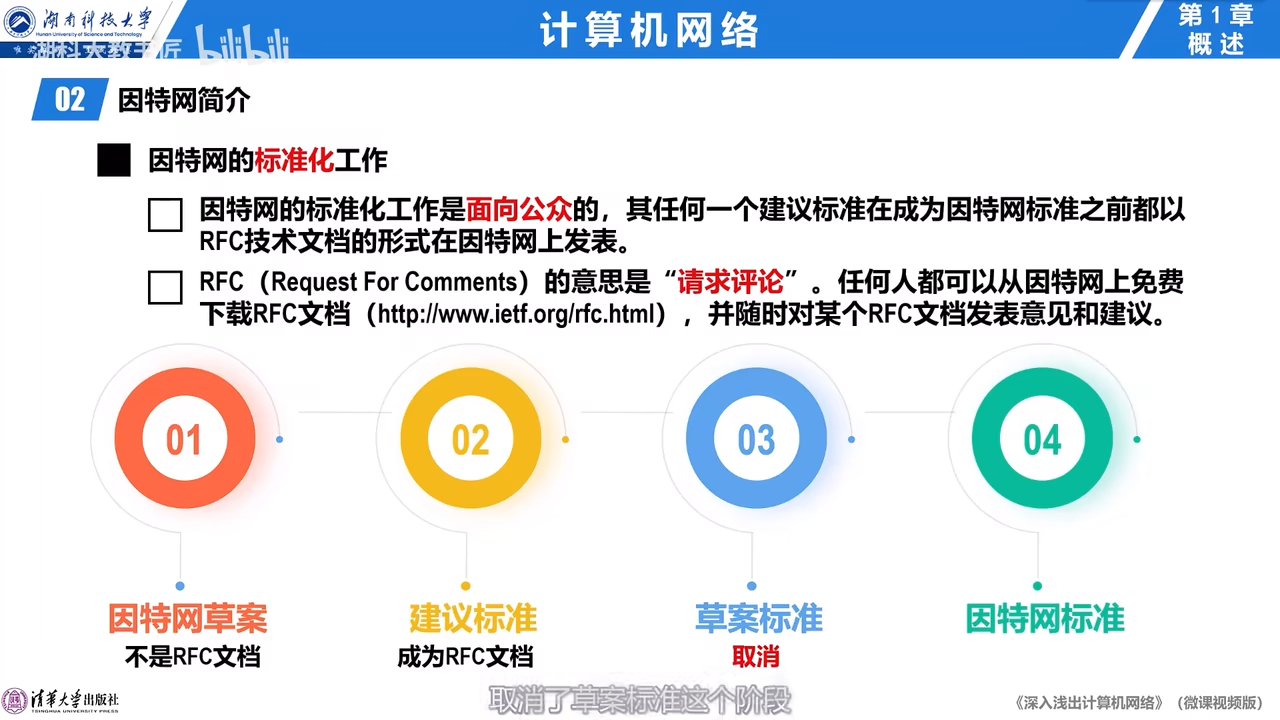 湖南科技大学
Hunan University of Science and Technology
湖科大教书匠 bilibili
计算机网络
第1章
概述
02 因特网简介
因特网的标准化工作
因特网的标准化工作是面向公众的，其任何一个建议标准在成为因特网标准之前都以
RFC技术文档的形式在因特网上发表。
RFC（Request For Comments）的意思是“请求评论”。任何人都可以从因特网上免费
下载RFC文档（http://www.ietf.org/rfc.html），并随时对某个RFC文档发表意见和建议。
01 02 03 04
因特网草案 建议标准 草案标准 因特网标准
不是RFC文档 成为RFC文档 取消
取消了草案标准这个阶段
清华大学出版社
TSINGHUA UNIVERSITY PRESS
《深入浅出计算机网络》（微课视频版）